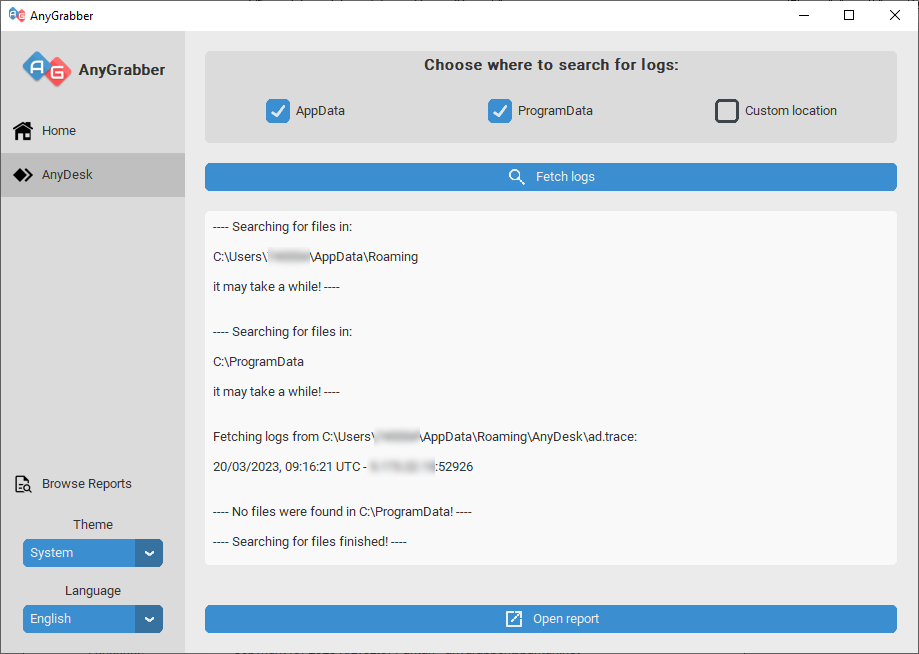 AnyGrabber
AG AnyGrabber
Home
AnyDesk
Browse Reports
Theme
System
Language
English
Choose where to search for logs:
AppData ProgramData Custom location
Fetch logs
---- Searching for files in:
C:\Users\ \AppData\Roaming
it may take a while! ----
---- Searching for files in:
C:\ProgramData
it may take a while! ----
Fetching logs from C:\Users\ \AppData\Roaming\AnyDesk\ad.trace:
20/03/2023, 09:16:21 UTC - :52926
---- No files were found in C:\ProgramData! ----
---- Searching for files finished! ----
Open report